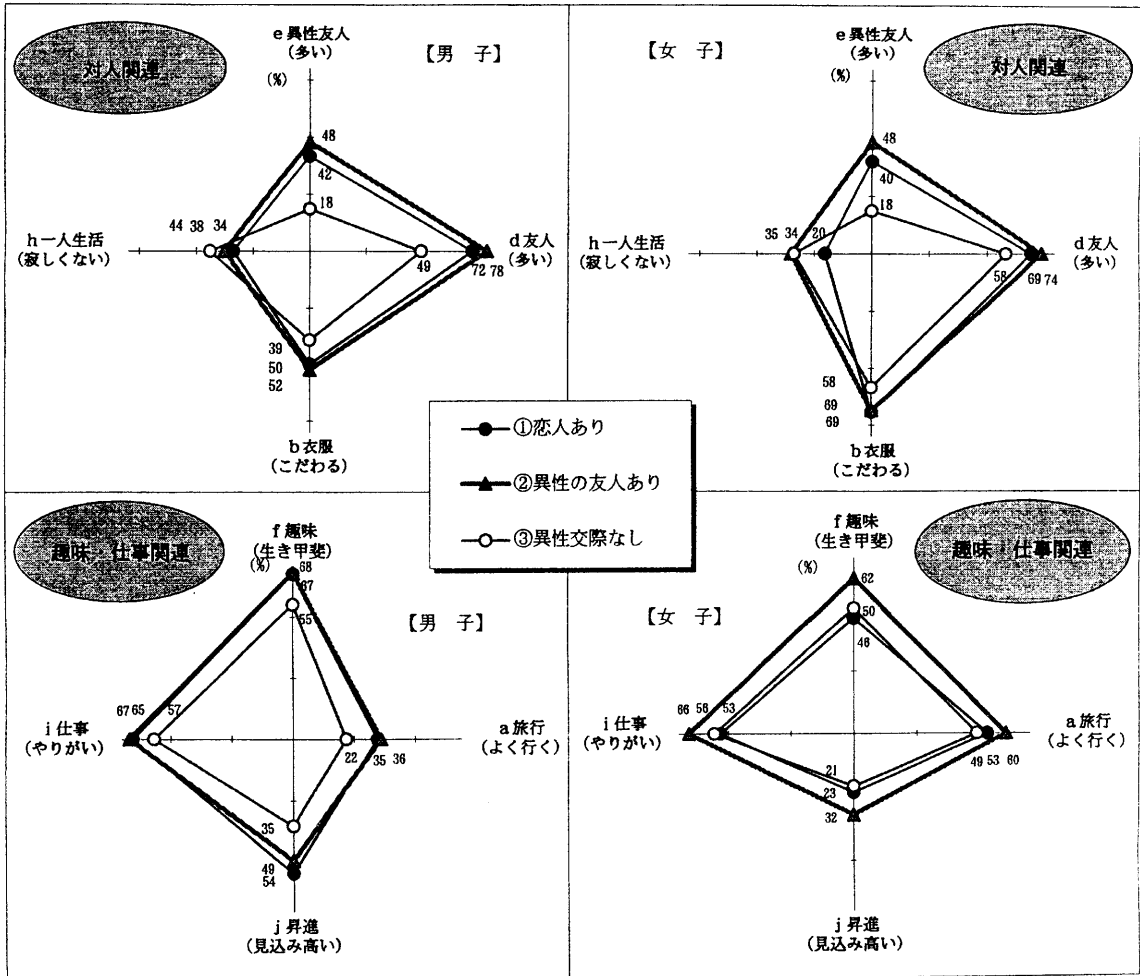 対人関連
e異性友人
(多い)
(%)
【男 子】
48
42
18
44 38 34
h一人生活
(寂しくない)
d友人
(多い)
49
72 78
39
50
52
b衣服
(こだわる)
【女 子】
e異性友人
(多い)
(%)
対人関連
48
40
18
35 34 20
h一人生活
(寂しくない)
d友人
(多い)
58
69 74
58
69
69
b衣服
(こだわる)
①恋人あり
②異性の友人あり
③異性交際なし
趣味・仕事関連
f趣味
(生き甲斐)
(%)
68
67
55
【男 子】
67 65 57
i仕事
(やりがい)
a旅行
(よく行く)
22 35 36
35
49
54
j昇進
(見込み高い)
f趣味
(生き甲斐)
(%)
【女 子】
趣味・仕事関連
62
50
46
66 56 53
i仕事
(やりがい)
a旅行
(よく行く)
49 53 60
21
23
32
j昇進
(見込み高い)